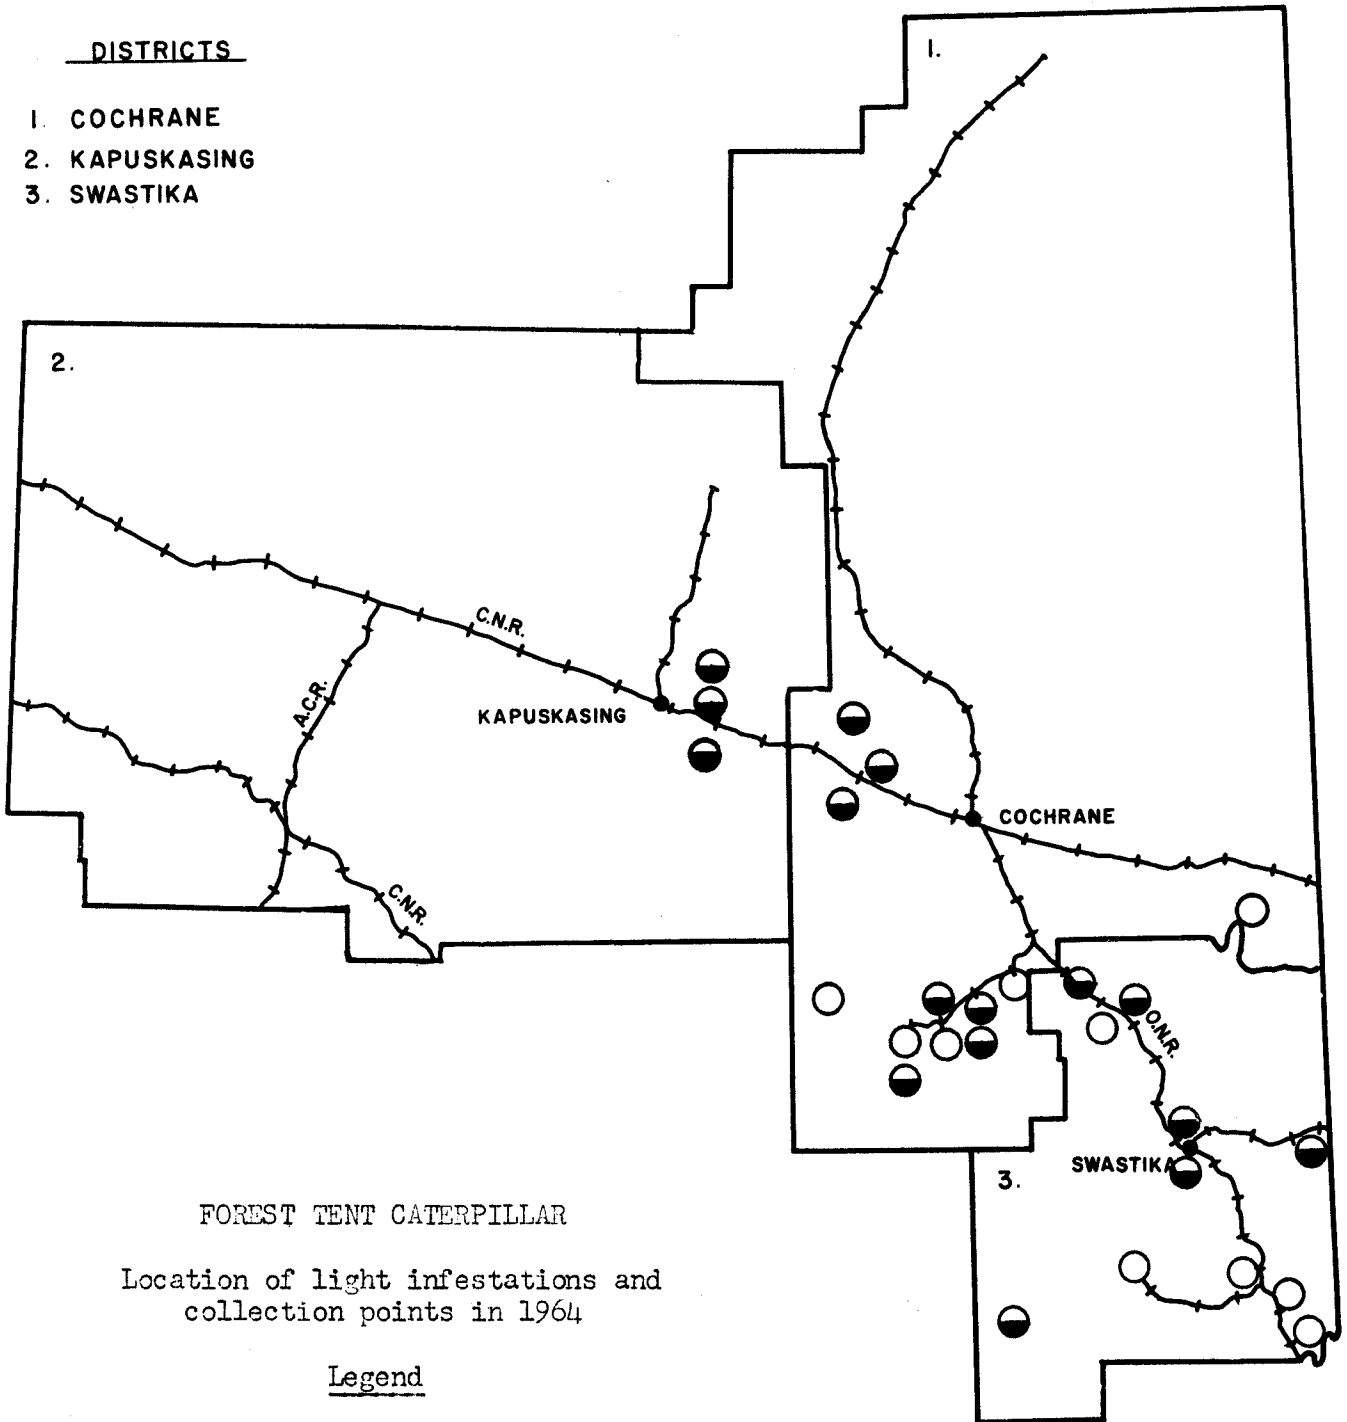 DISTRICTS
1. COCHRANE
2. KAPUSKASING
3. SWASTIKA
1.
2.
C.N.R.
A.C.R.
KAPUSKASING
COCHRANE
C.N.R.
O.N.R.
SWASTIKA
3.
FOREST TENT CATERPILLAR
Location of light infestations and
collection points in 1964
Legend